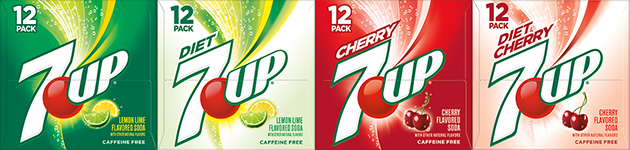 12
PACK
7UP
LEMON LIME
FLAVORED SODA
WITH OTHER NATURAL FLAVORS
CAFFEINE FREE
12
PACK
DIET
7UP
LEMON LIME
FLAVORED SODA
WITH OTHER NATURAL FLAVORS
CAFFEINE FREE
12
PACK
CHERRY
7UP
CHERRY
FLAVORED
SODA
WITH OTHER NATURAL FLAVORS
CAFFEINE FREE
12
PACK
DIET
CHERRY
7UP
CHERRY
FLAVORED
SODA
WITH OTHER NATURAL FLAVORS
CAFFEINE FREE